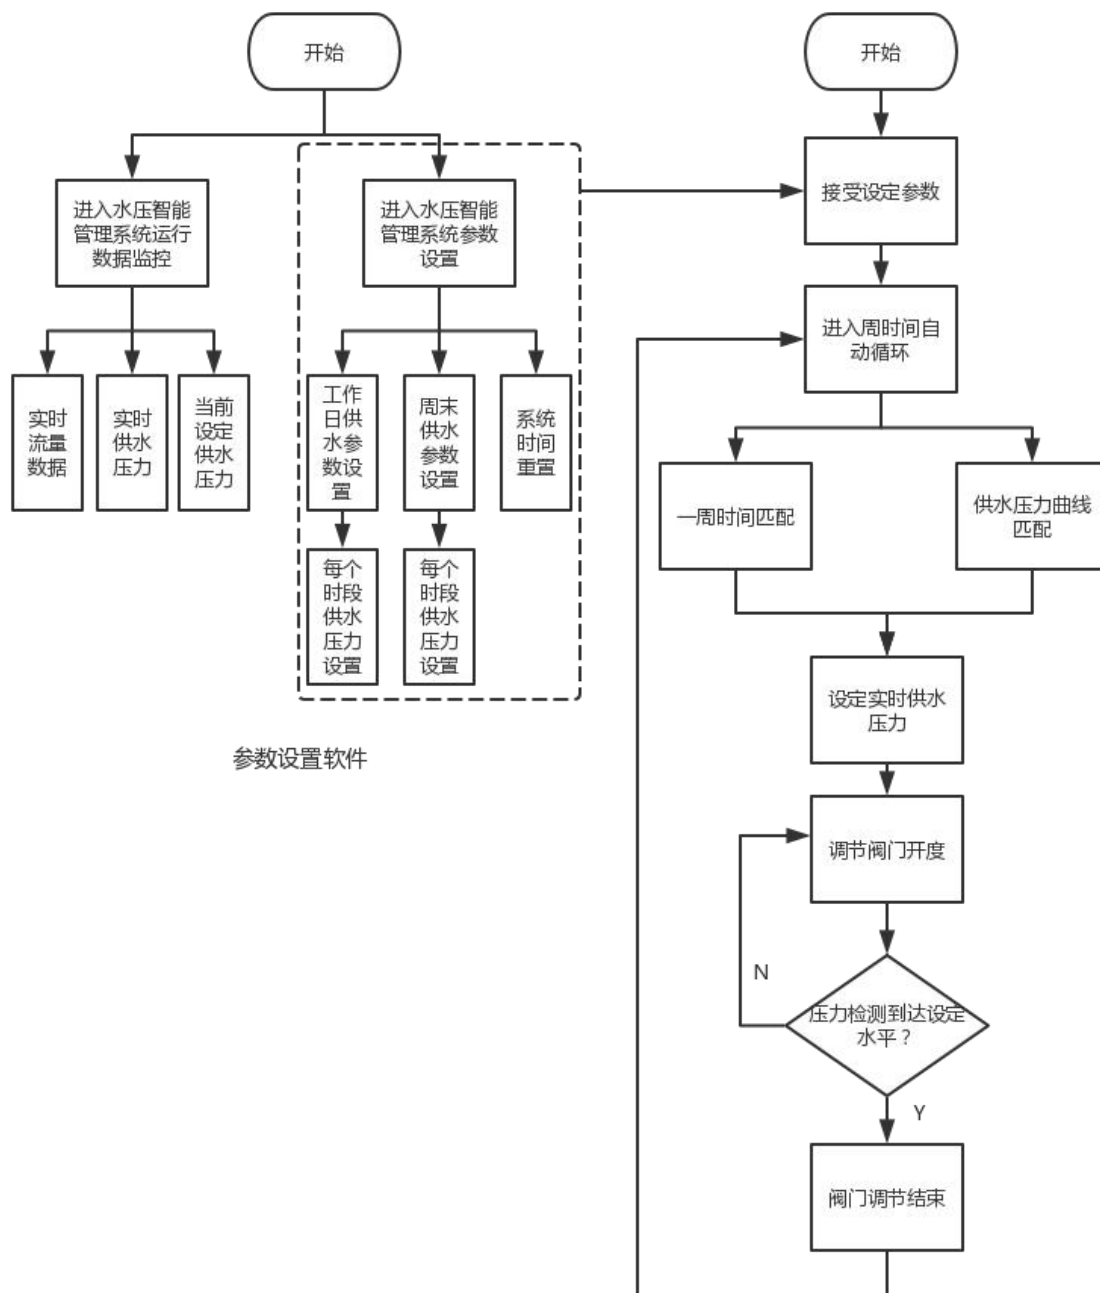 开始
进入水压智能
管理系统运行
数据监控
进入水压智能
管理系统参数
设置
实时
流量
数据
实时
供水
压力
当前
设定
供水
压力
工作
日供
水参
数设
置
周末
供水
参数
设置
系统
时间
重置
每个
时段
供水
压力
设置
每个
时段
供水
压力
设置
参数设置软件
开始
接受设定参数
进入周时间自
动循环
一周时间匹配
供水压力曲线
匹配
设定实时供水
压力
调节阀门开度
N
压力检测到达设定
水平？
Y
阀门调节结束